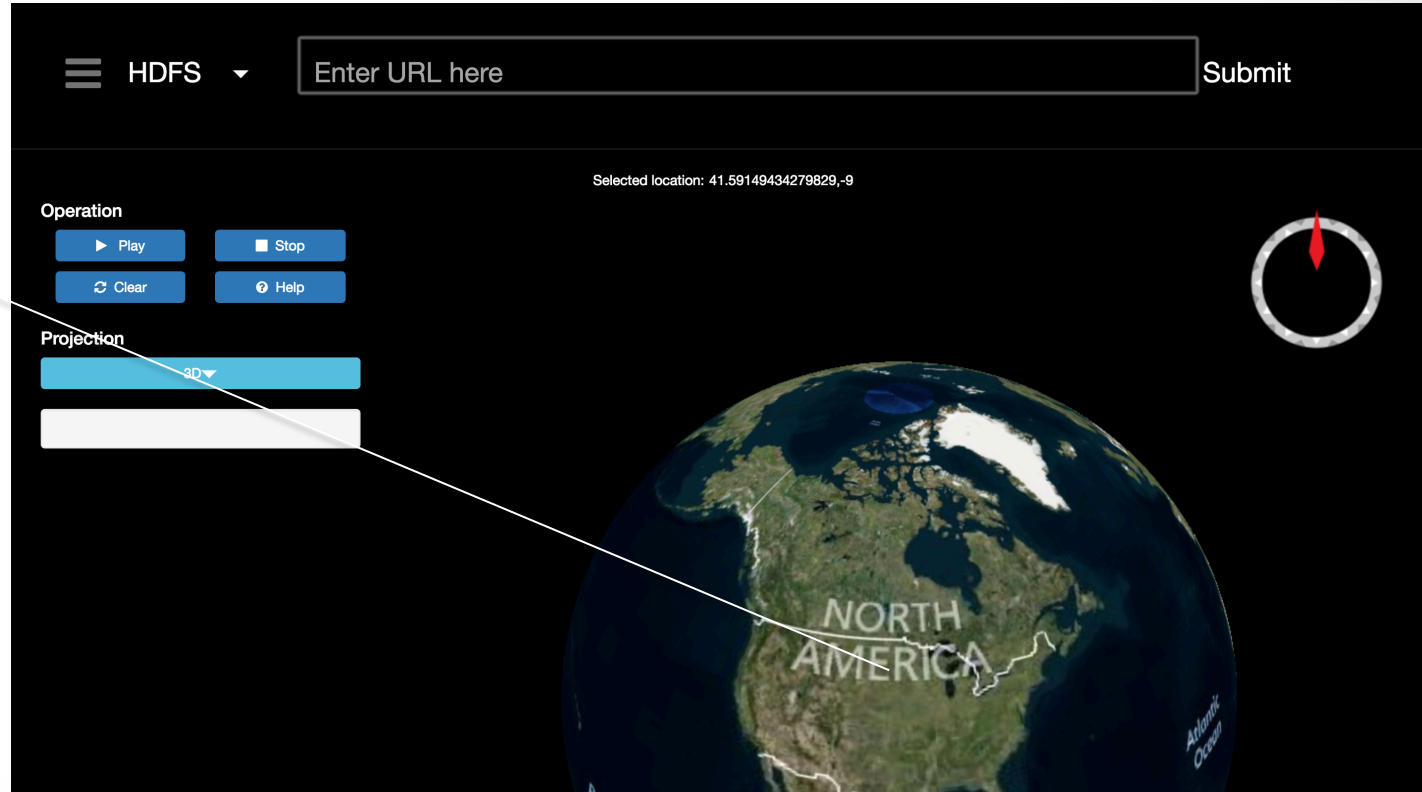 HDFS
Enter URL here
Submit
Selected location: 41.59149434279829,-9
Operation
Play
Stop
Clear
Help
Projection
3D
NORTH
AMERICA
Atlantic
Ocean